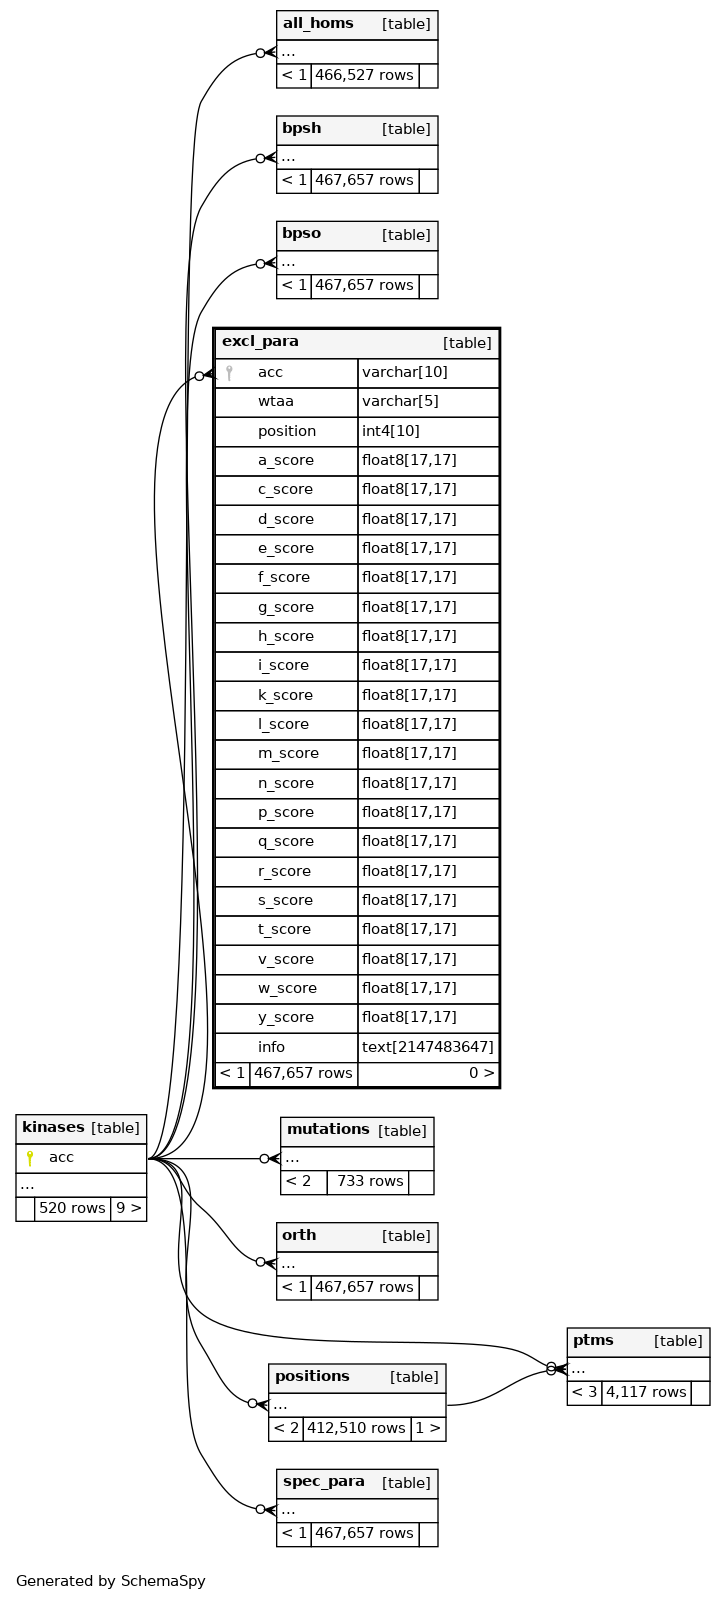 all_homs [table]
...
< 1 466,527 rows
bpsh [table]
...
< 1 467,657 rows
bpso [table]
...
< 1 467,657 rows
excl_para [table]
acc varchar[10]
wtaa varchar[5]
position int4[10]
a_score float8[17,17]
c_score float8[17,17]
d_score float8[17,17]
e_score float8[17,17]
f_score float8[17,17]
g_score float8[17,17]
h_score float8[17,17]
i_score float8[17,17]
k_score float8[17,17]
l_score float8[17,17]
m_score float8[17,17]
n_score float8[17,17]
p_score float8[17,17]
q_score float8[17,17]
r_score float8[17,17]
s_score float8[17,17]
t_score float8[17,17]
v_score float8[17,17]
w_score float8[17,17]
y_score float8[17,17]
info text[2147483647]
< 1 467,657 rows 0 >
kinases [table]
acc
...
520 rows 9 >
mutations [table]
...
< 2 733 rows
orth [table]
...
< 1 467,657 rows
ptms [table]
...
< 3 4,117 rows
positions [table]
...
< 2 412,510 rows 1 >
spec_para [table]
...
< 1 467,657 rows
Generated by SchemaSpy